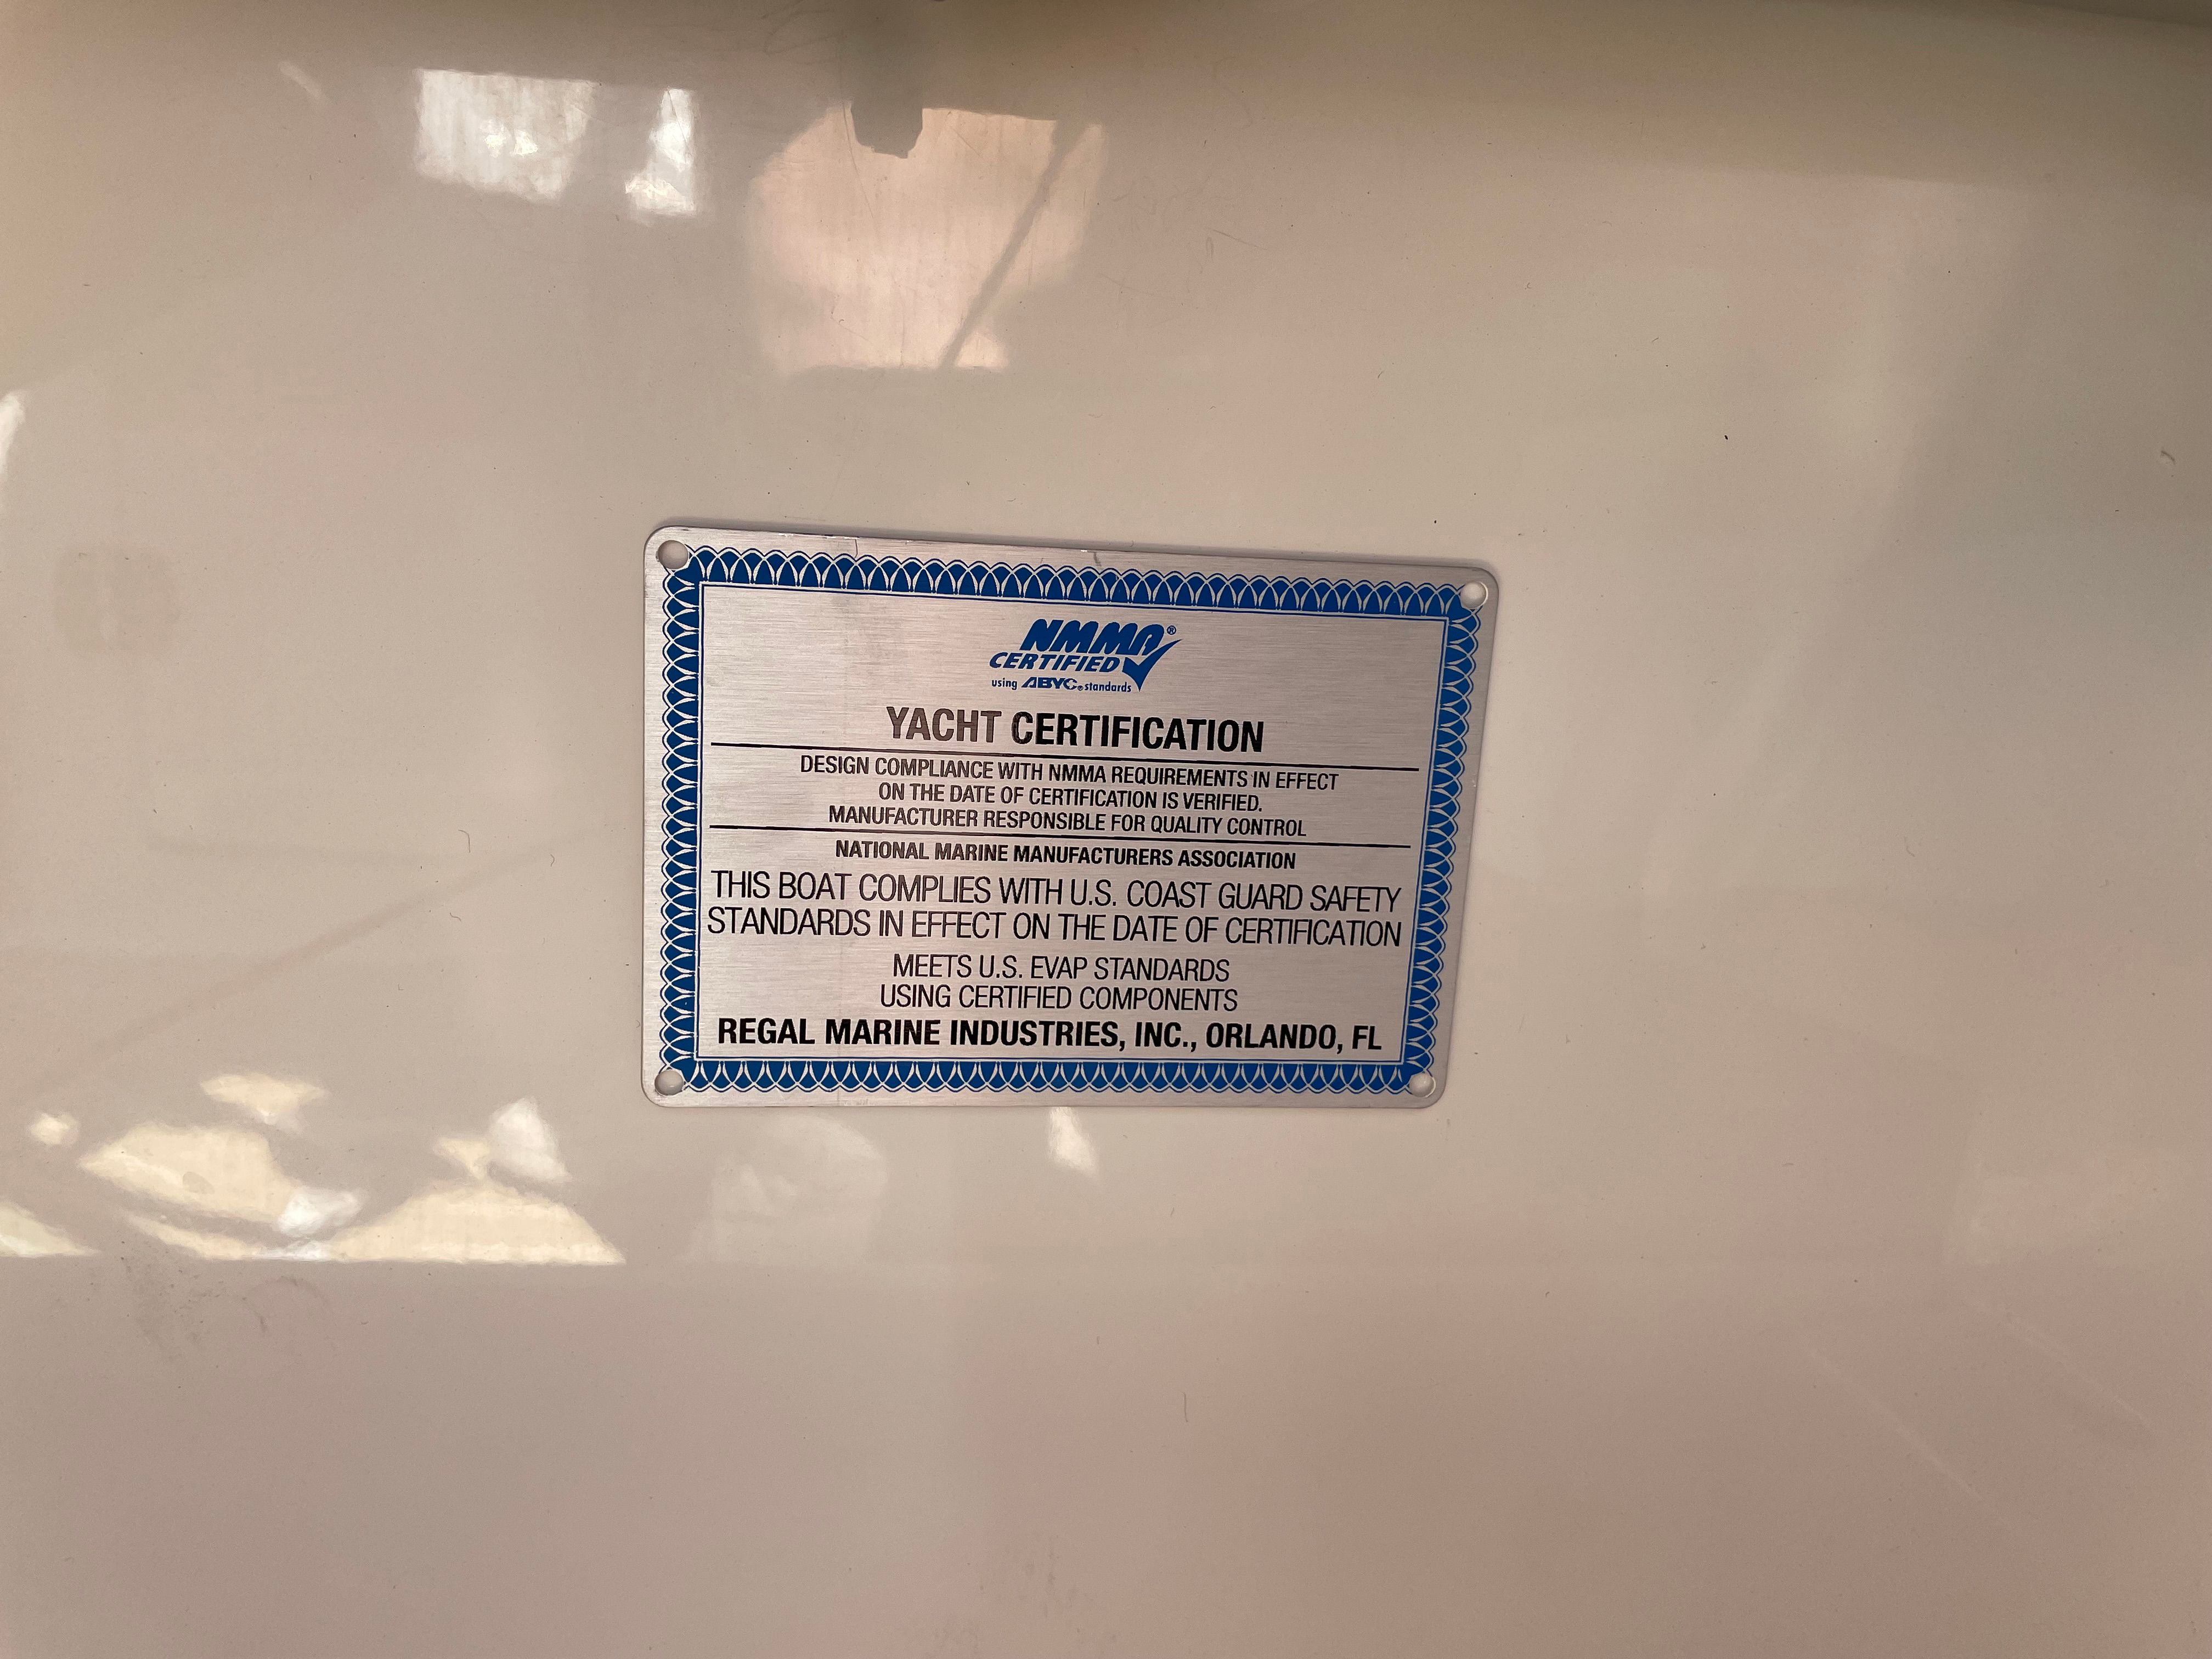 NMMA®
CERTIFIED
using ABYC® standards
YACHT CERTIFICATION
DESIGN COMPLIANCE WITH NMMA REQUIREMENTS IN EFFECT
ON THE DATE OF CERTIFICATION IS VERIFIED.
MANUFACTURER RESPONSIBLE FOR QUALITY CONTROL
NATIONAL MARINE MANUFACTURERS ASSOCIATION
THIS BOAT COMPLIES WITH U.S. COAST GUARD SAFETY
STANDARDS IN EFFECT ON THE DATE OF CERTIFICATION
MEETS U.S. EVAP STANDARDS
USING CERTIFIED COMPONENTS
REGAL MARINE INDUSTRIES, INC., ORLANDO, FL